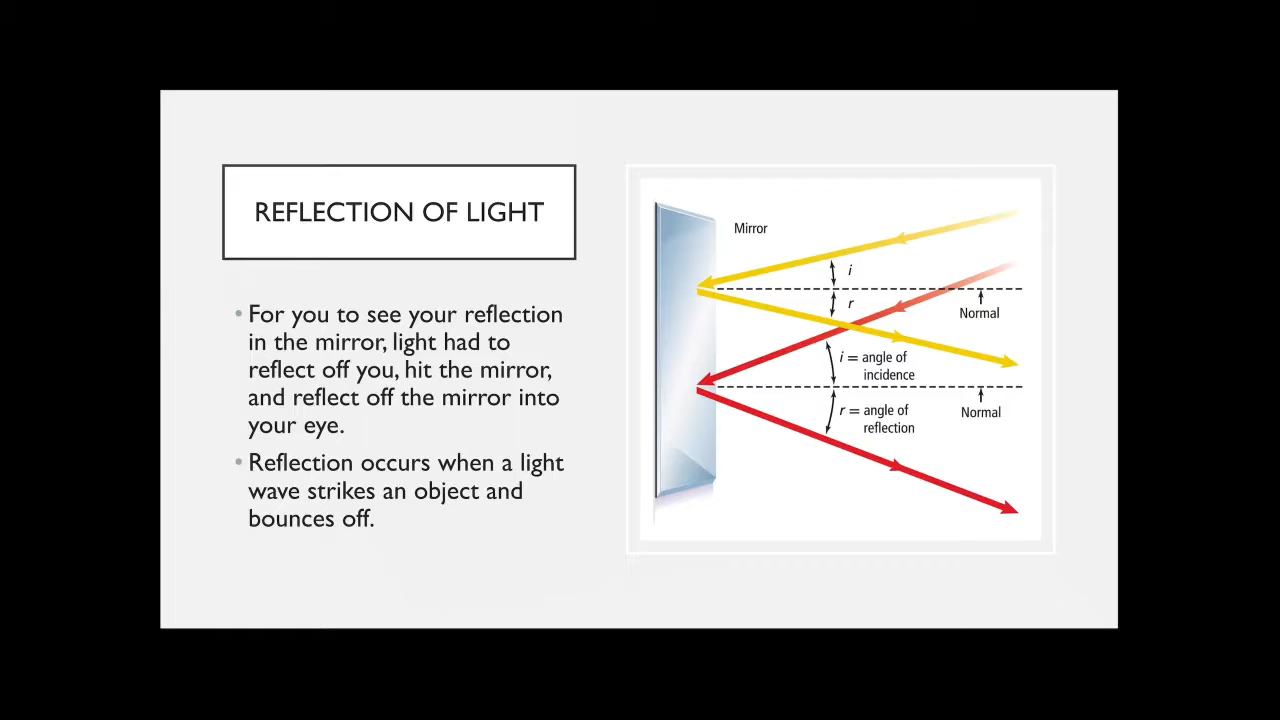 REFLECTION OF LIGHT
• For you to see your reflection
in the mirror, light had to
reflect off you, hit the mirror,
and reflect off the mirror into
your eye.
• Reflection occurs when a light
wave strikes an object and
bounces off.
Mirror
i
r
Normal
i = angle of
incidence
Normal
r = angle of
reflection